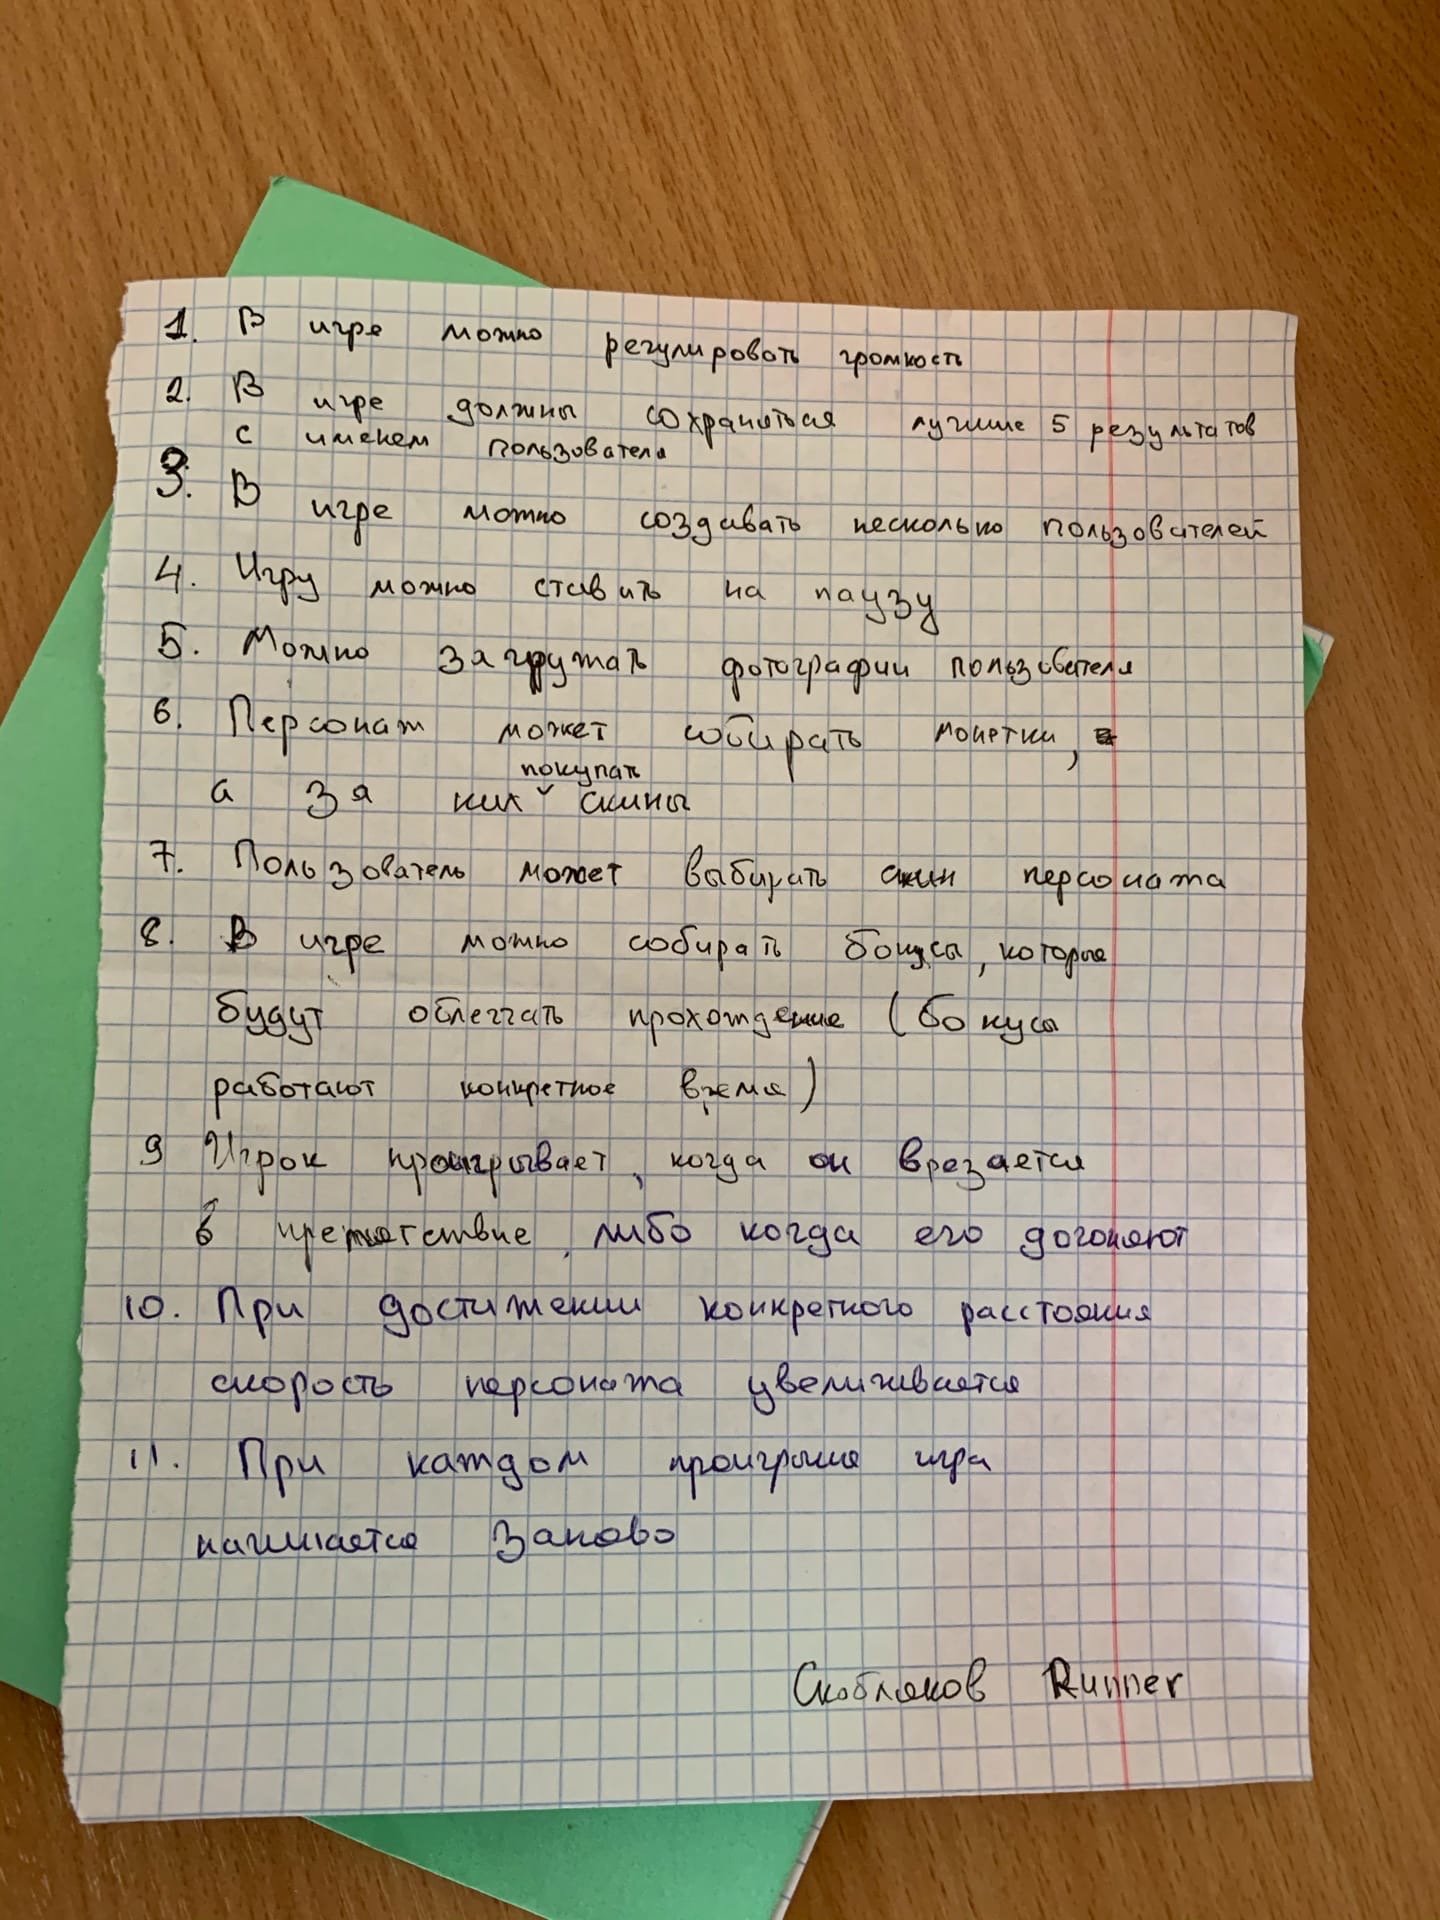 1. В игре можно регулировать громкость
2. В игре должны сохраняться лучшие 5 результатов
с именем пользователя
3. В игре можно создавать несколько пользователей
4. Игру можно ставить на паузу
5. Можно загружать фотографии пользователя
6. Персонаж может собирать монетки,
покупать
а за них ˅ скины
7. Пользователь может выбирать скин персонажа
8. В игре можно собирать бонусы, которые
будут облегчать прохождение (бонусы
работают конкретное время)
9 Игрок проигрывает, когда он врезается
в препятствие, либо когда его догоняют
10. При достижении конкретного расстояния
скорость персонажа увеличивается
11. При каждом проигрыше игра
начинается заново
Скобляков Runner